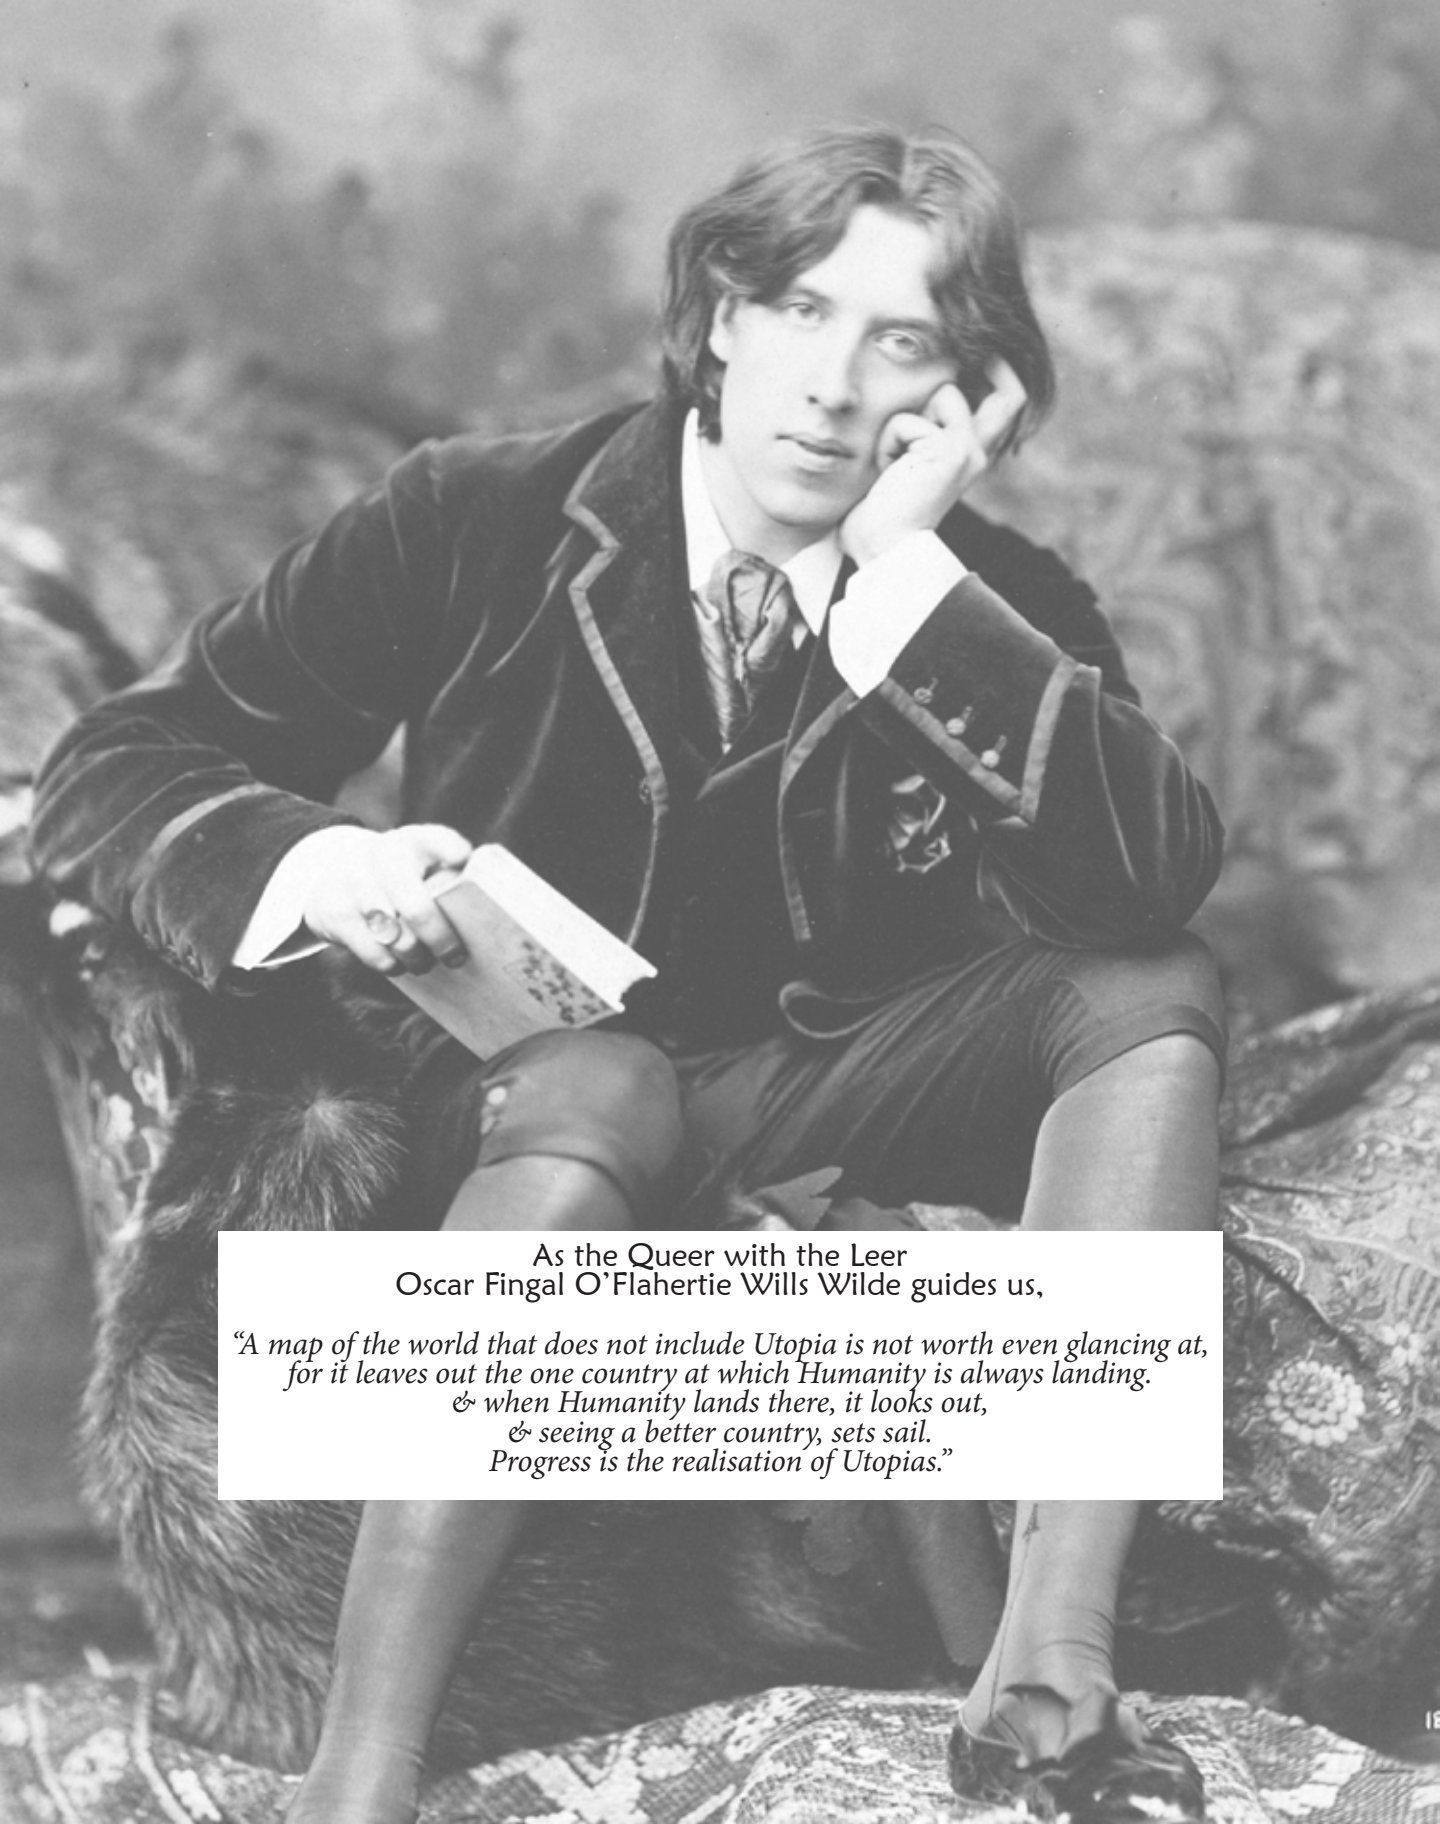 As the Queer with the Leer
Oscar Fingal O’Flahertie Wills Wilde guides us,
“A map of the world that does not include Utopia is not worth even glancing at,
for it leaves out the one country at which Humanity is always landing.
& when Humanity lands there, it looks out,
& seeing a better country, sets sail.
Progress is the realisation of Utopias.”